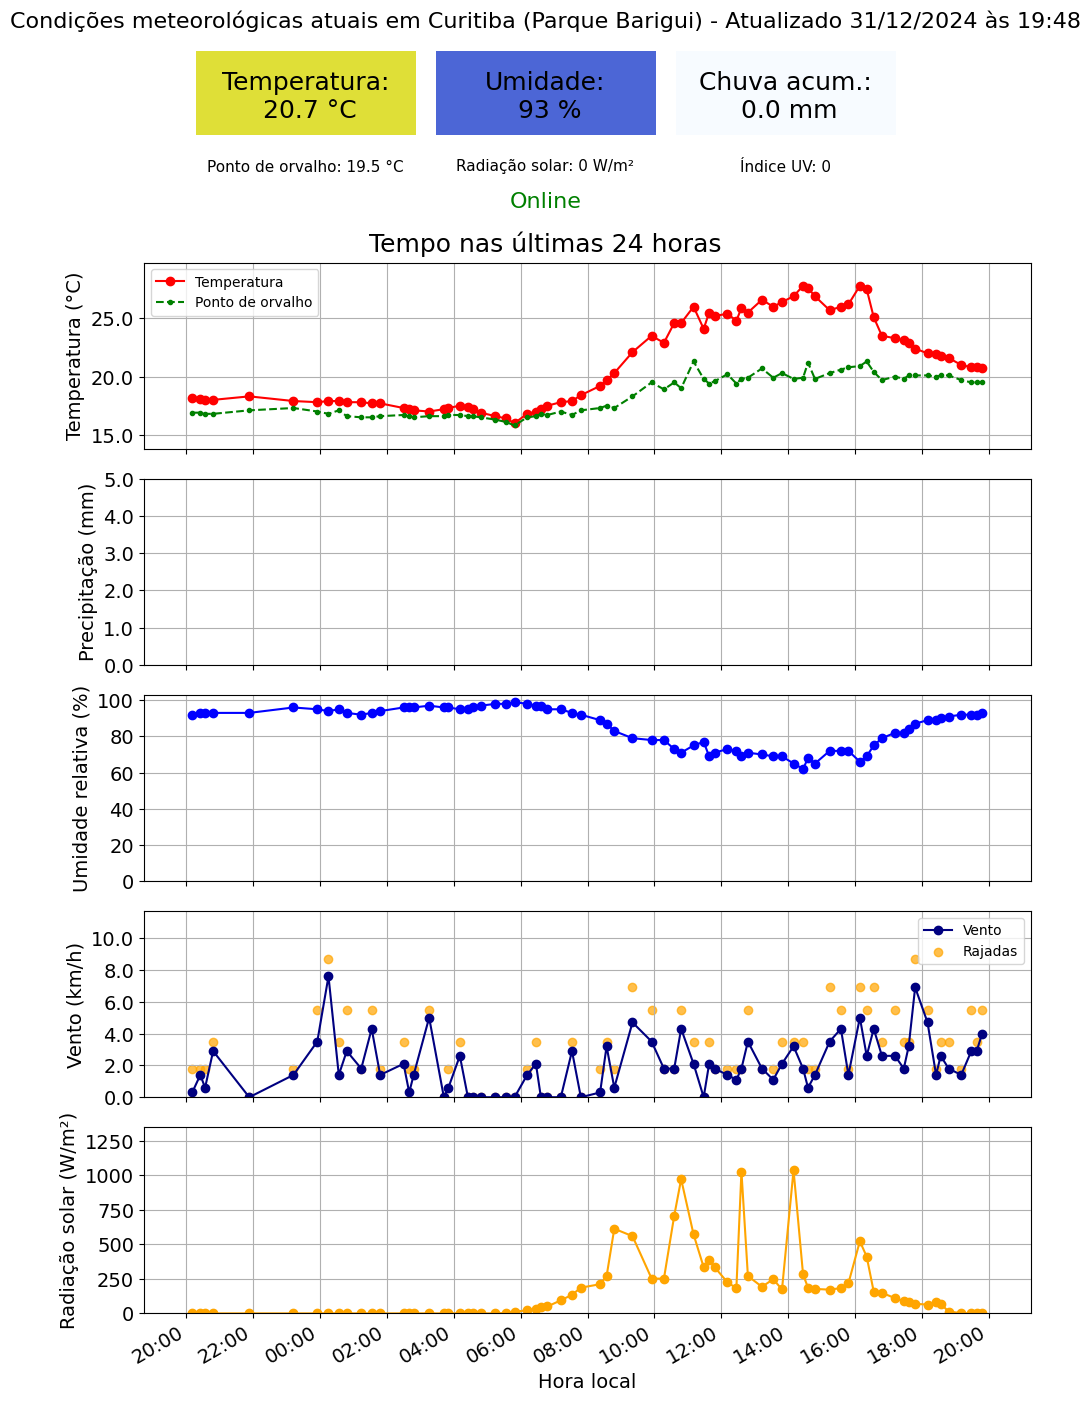 Condições meteorológicas atuais em Curitiba (Parque Barigui) - Atualizado 31/12/2024 às 19:48
Temperatura:
20.7 °C
Umidade:
93 %
Chuva acum.:
0.0 mm
Ponto de orvalho: 19.5 °C
Radiação solar: 0 W/m²
Índice UV: 0
Online
Tempo nas últimas 24 horas
Temperatura (°C)
25.0
20.0
15.0
Temperatura
Ponto de orvalho
Precipitação (mm)
5.0
4.0
3.0
2.0
1.0
0.0
Umidade relativa (%)
100
80
60
40
20
0
Vento (km/h)
10.0
8.0
6.0
4.0
2.0
0.0
Vento
Rajadas
Radiação solar (W/m²)
1250
1000
750
500
250
0
20:00
22:00
00:00
02:00
04:00
06:00
08:00
10:00
12:00
14:00
16:00
18:00
20:00
Hora local